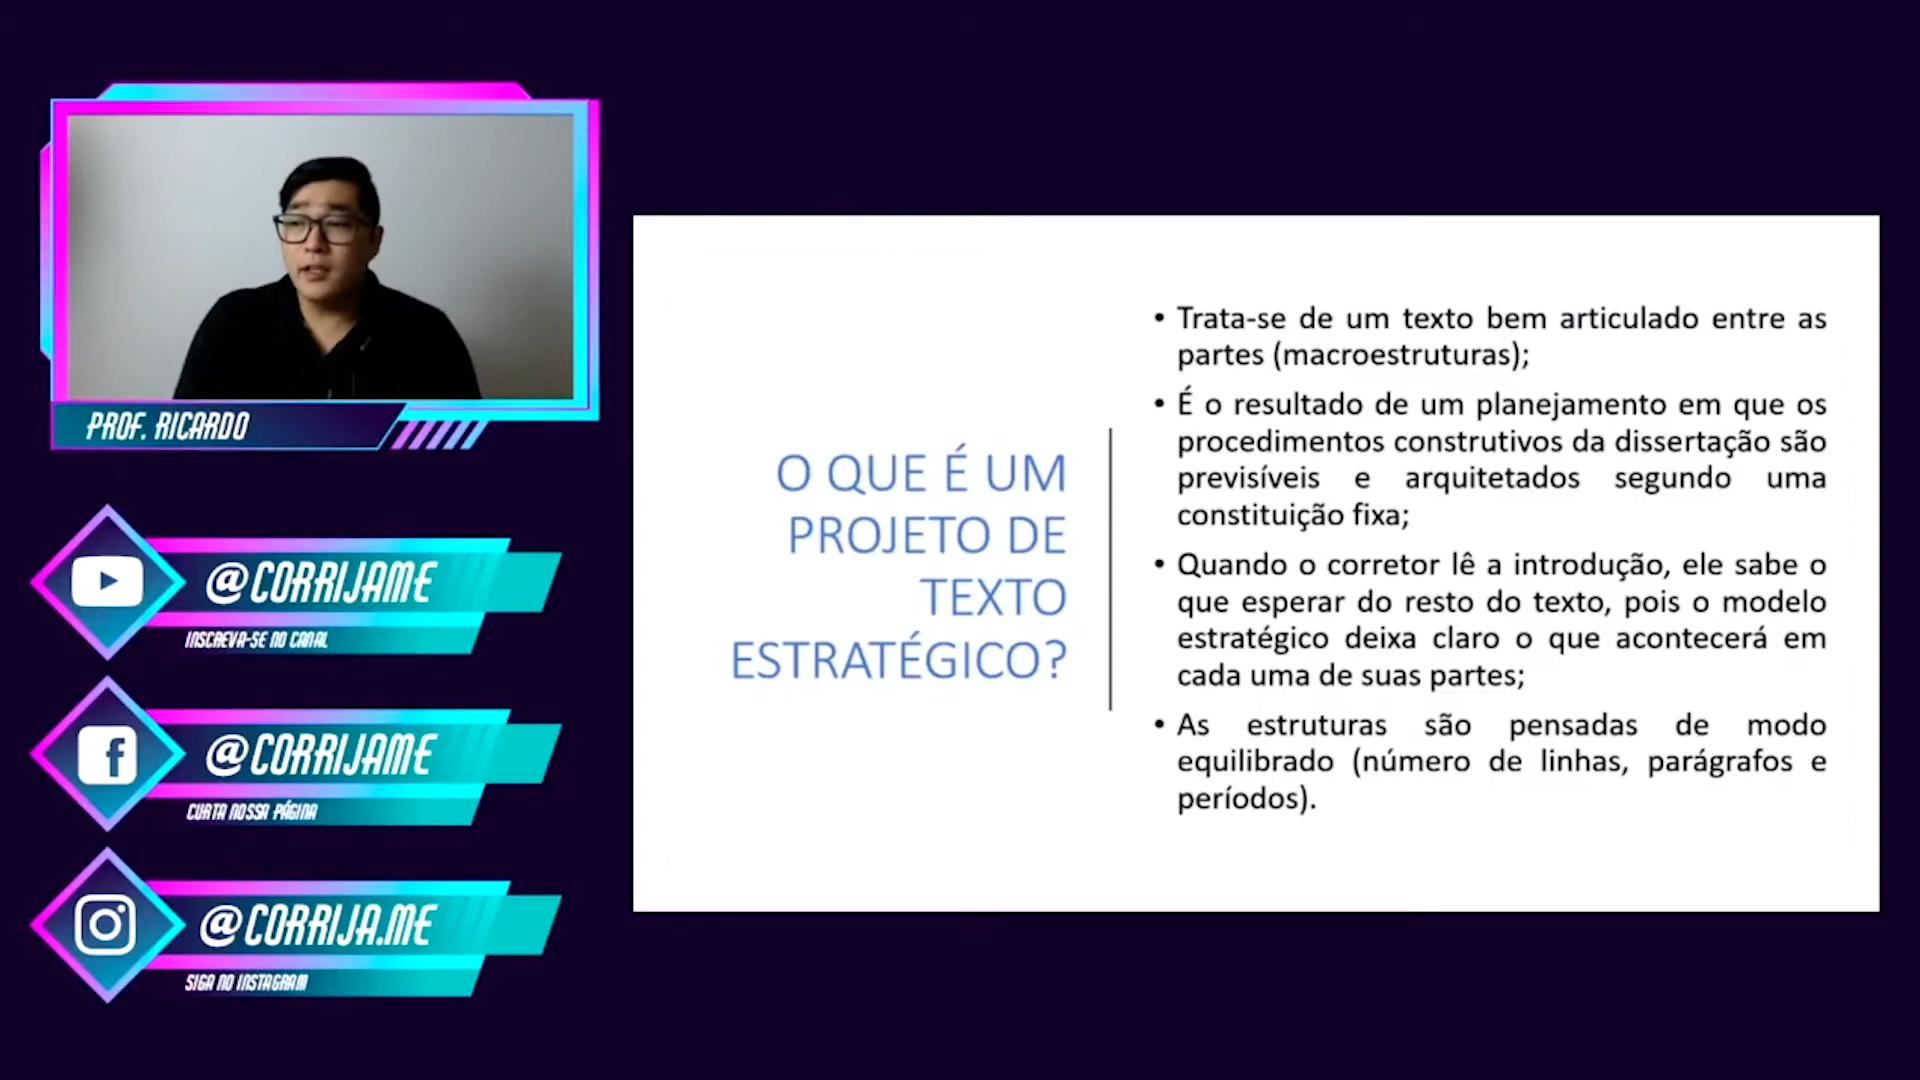 PROF. RICARDO
@CORRIJAME
INSCREVA-SE NO CANAL
@CORRIJAME
CURTA NOSSA PÁGINA
@CORRIJA.ME
SIGA NO INSTAGRAM
O QUE É UM
PROJETO DE
TEXTO
ESTRATÉGICO?
• Trata-se de um texto bem articulado entre as
partes (macroestruturas);
• É o resultado de um planejamento em que os
procedimentos construtivos da dissertação são
previsíveis e arquitetados segundo uma
constituição fixa;
• Quando o corretor lê a introdução, ele sabe o
que esperar do resto do texto, pois o modelo
estratégico deixa claro o que acontecerá em
cada uma de suas partes;
• As estruturas são pensadas de modo
equilibrado (número de linhas, parágrafos e
períodos).